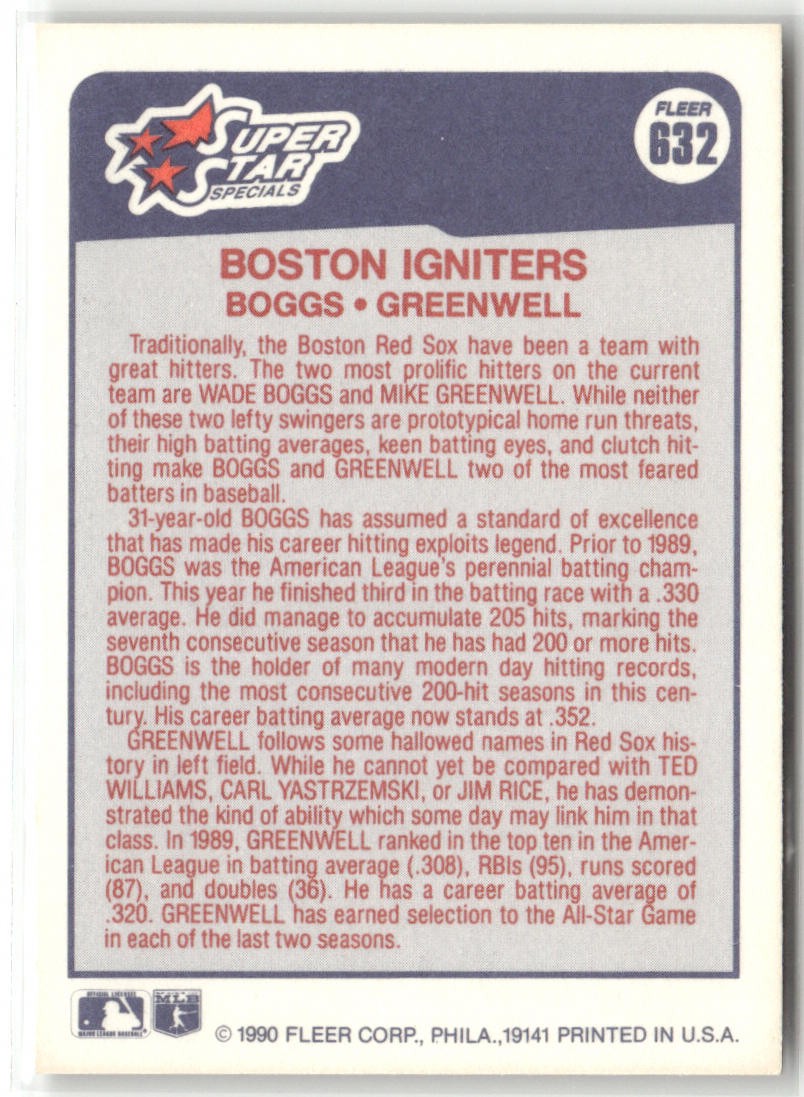 SUPER
STAR
SPECIALS
FLEER
632
BOSTON IGNITERS
BOGGS • GREENWELL
Traditionally, the Boston Red Sox have been a team with
great hitters. The two most prolific hitters on the current
team are WADE BOGGS and MIKE GREENWELL. While neither
of these two lefty swingers are prototypical home run threats,
their high batting averages, keen batting eyes, and clutch hit-
ting make BOGGS and GREENWELL two of the most feared
batters in baseball.
31-year-old BOGGS has assumed a standard of excellence
that has made his career hitting exploits legend. Prior to 1989,
BOGGS was the American League's perennial batting cham-
pion. This year he finished third in the batting race with a .330
average. He did manage to accumulate 205 hits, marking the
seventh consecutive season that he has had 200 or more hits.
BOGGS is the holder of many modern day hitting records,
including the most consecutive 200-hit seasons in this cen-
tury. His career batting average now stands at .352.
GREENWELL follows some hallowed names in Red Sox his-
tory in left field. While he cannot yet be compared with TED
WILLIAMS, CARL YASTRZEMSKI, or JIM RICE, he has demon-
strated the kind of ability which some day may link him in that
class. In 1989, GREENWELL ranked in the top ten in the Amer-
ican League in batting average (.308), RBIs (95), runs scored
(87), and doubles (36). He has a career batting average of
.320. GREENWELL has earned selection to the All-Star Game
in each of the last two seasons.
OFFICIAL LICENSEE
MAJOR LEAGUE BASEBALL
MLB
© 1990 FLEER CORP., PHILA.,19141 PRINTED IN U.S.A.